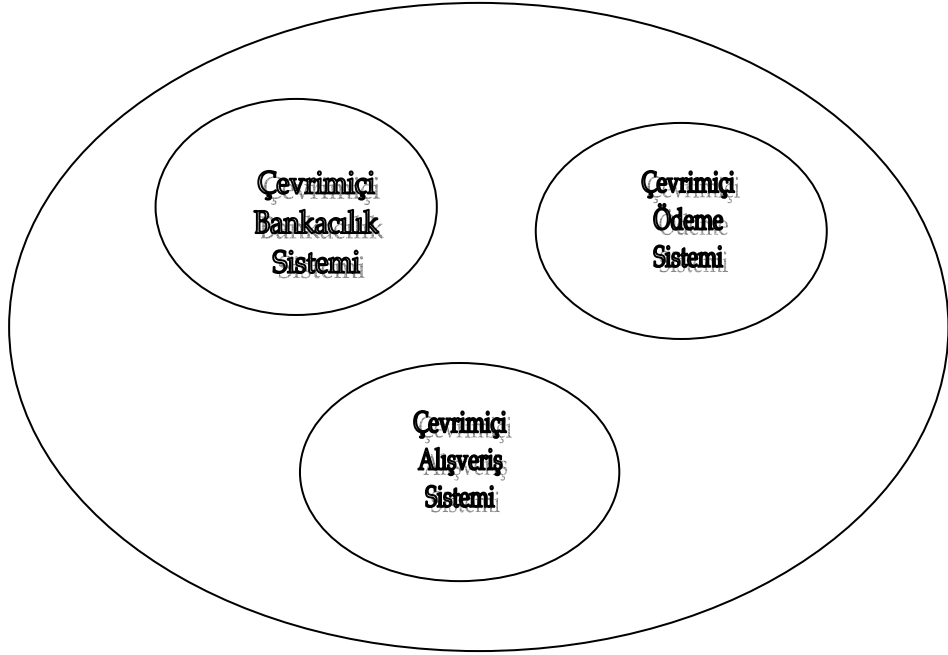 Çevrimiçi
Bankacılık
Sistemi
Çevrimiçi
Ödeme
Sistemi
Çevrimiçi
Alışveriş
Sistemi